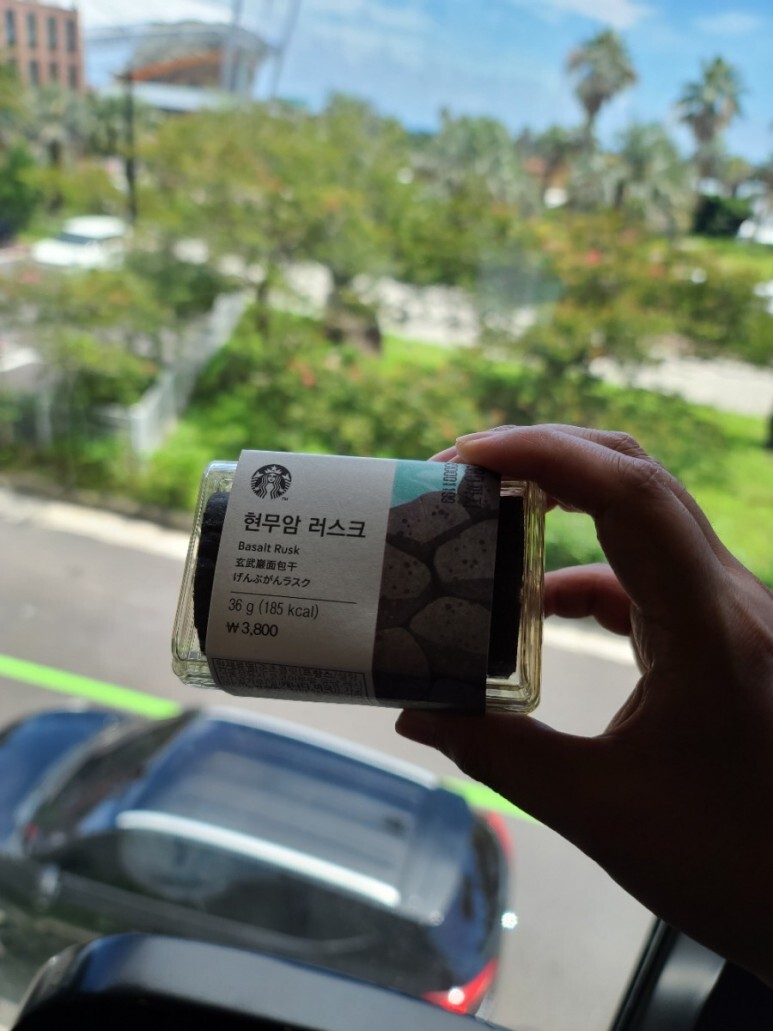 현무암 러스크
Basalt Rusk
玄武巖面包干
げんぶがんラスク
36 g (185 kcal)
₩3,800